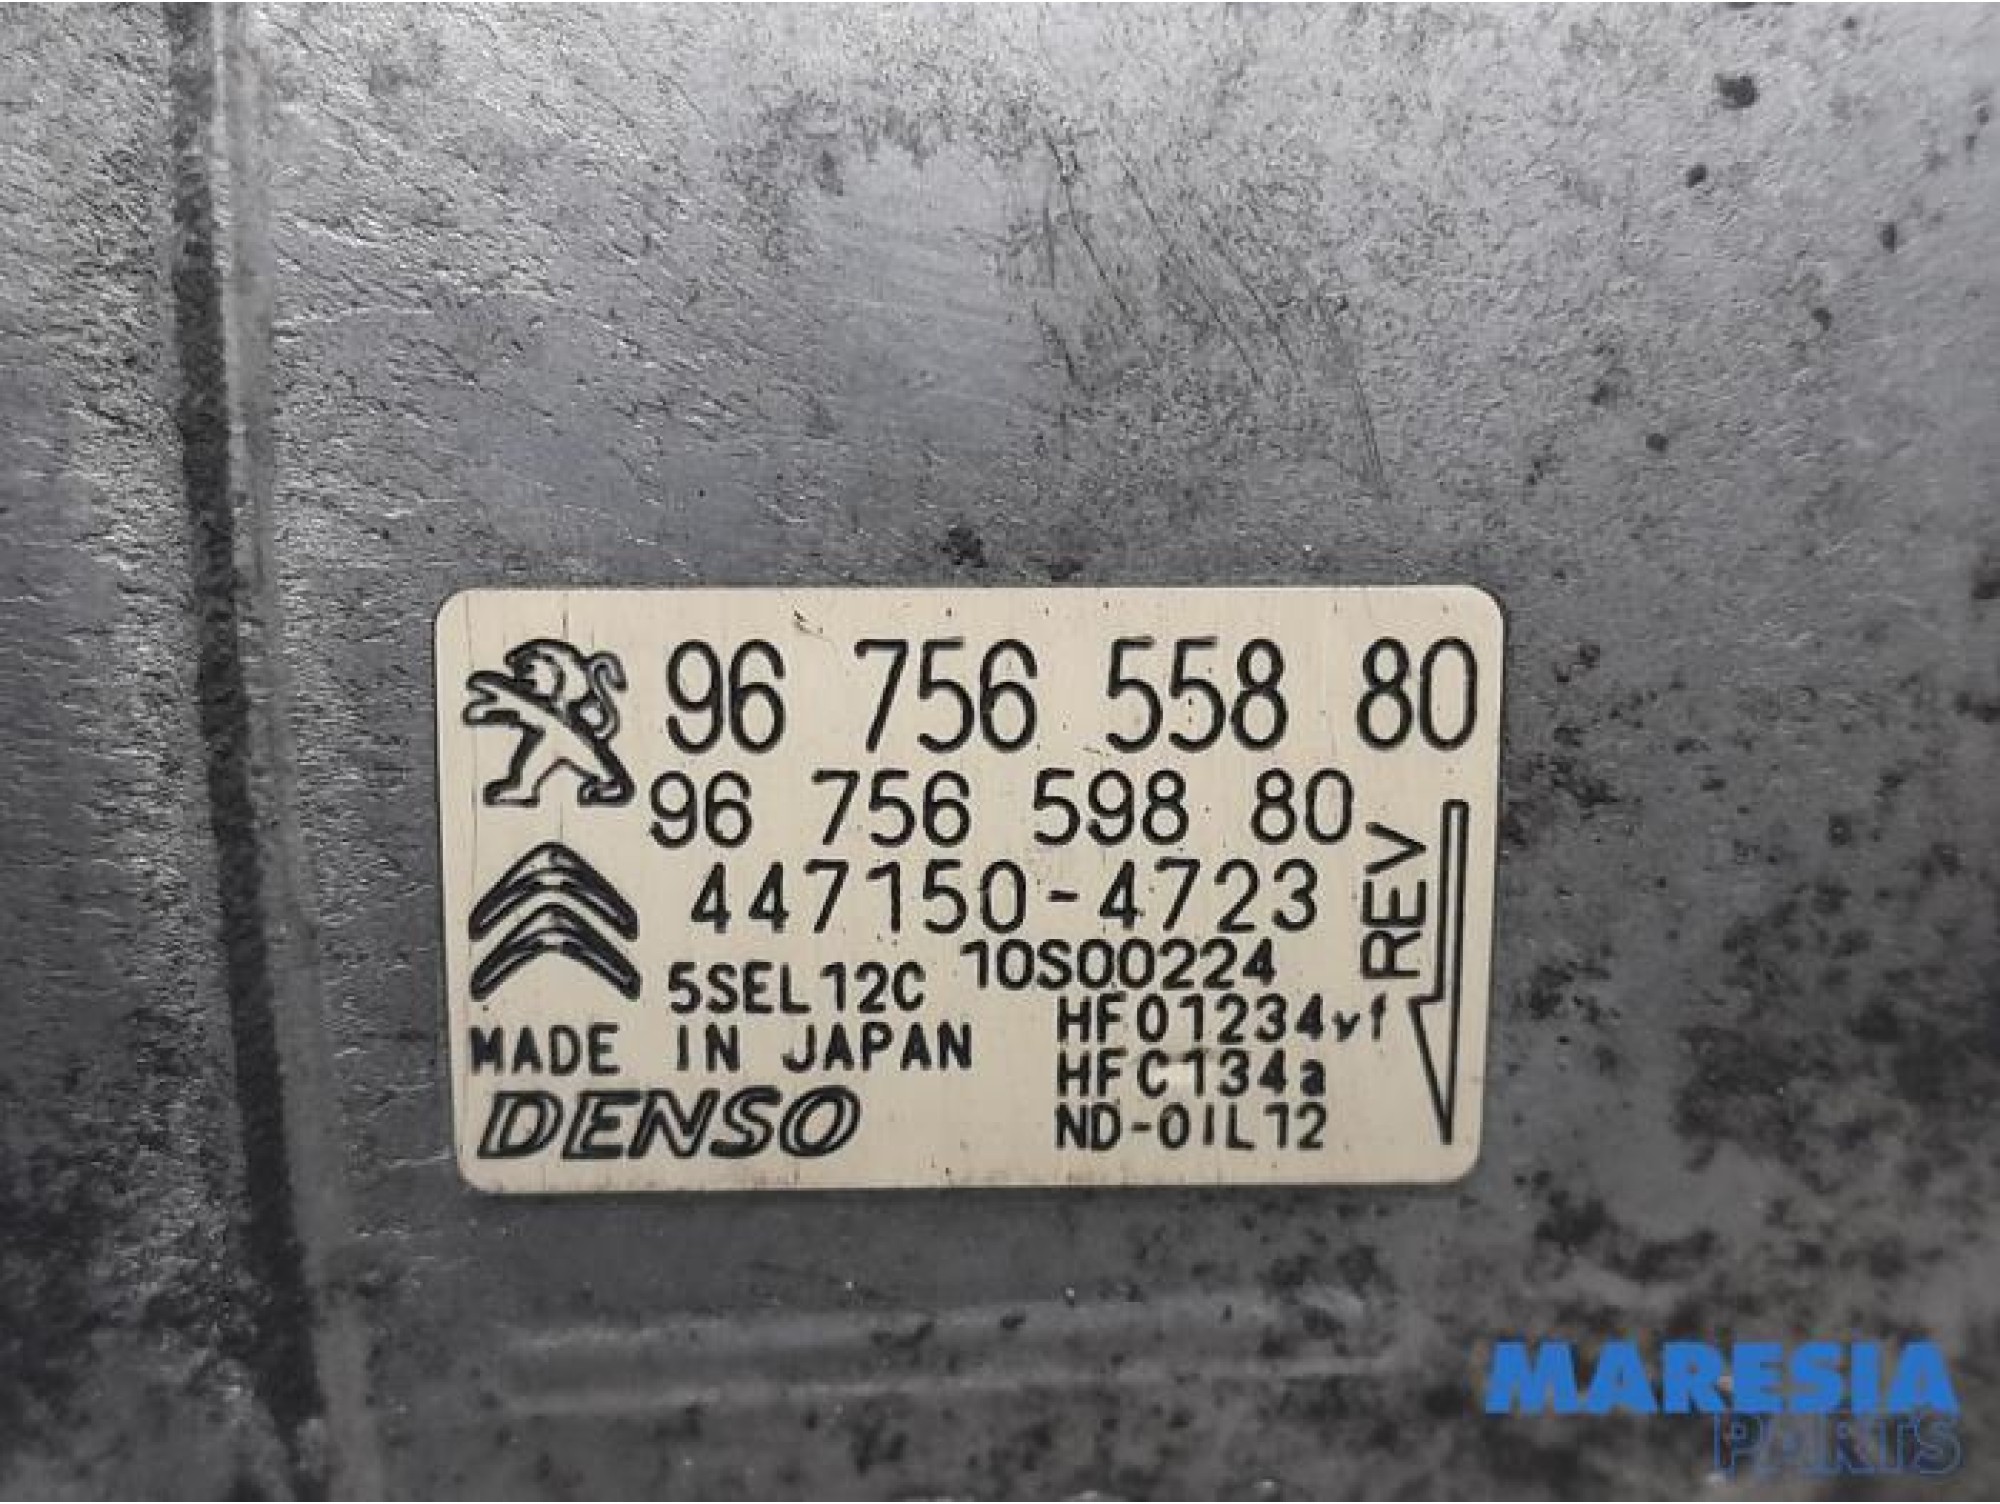 96 756 558 80
96 756 598 80
447150-4723
10S00224
5SEL12C
HF01234yf
MADE IN JAPAN
HFC134a
DENSO
ND-OIL12
REV
MARESIA
PARTS